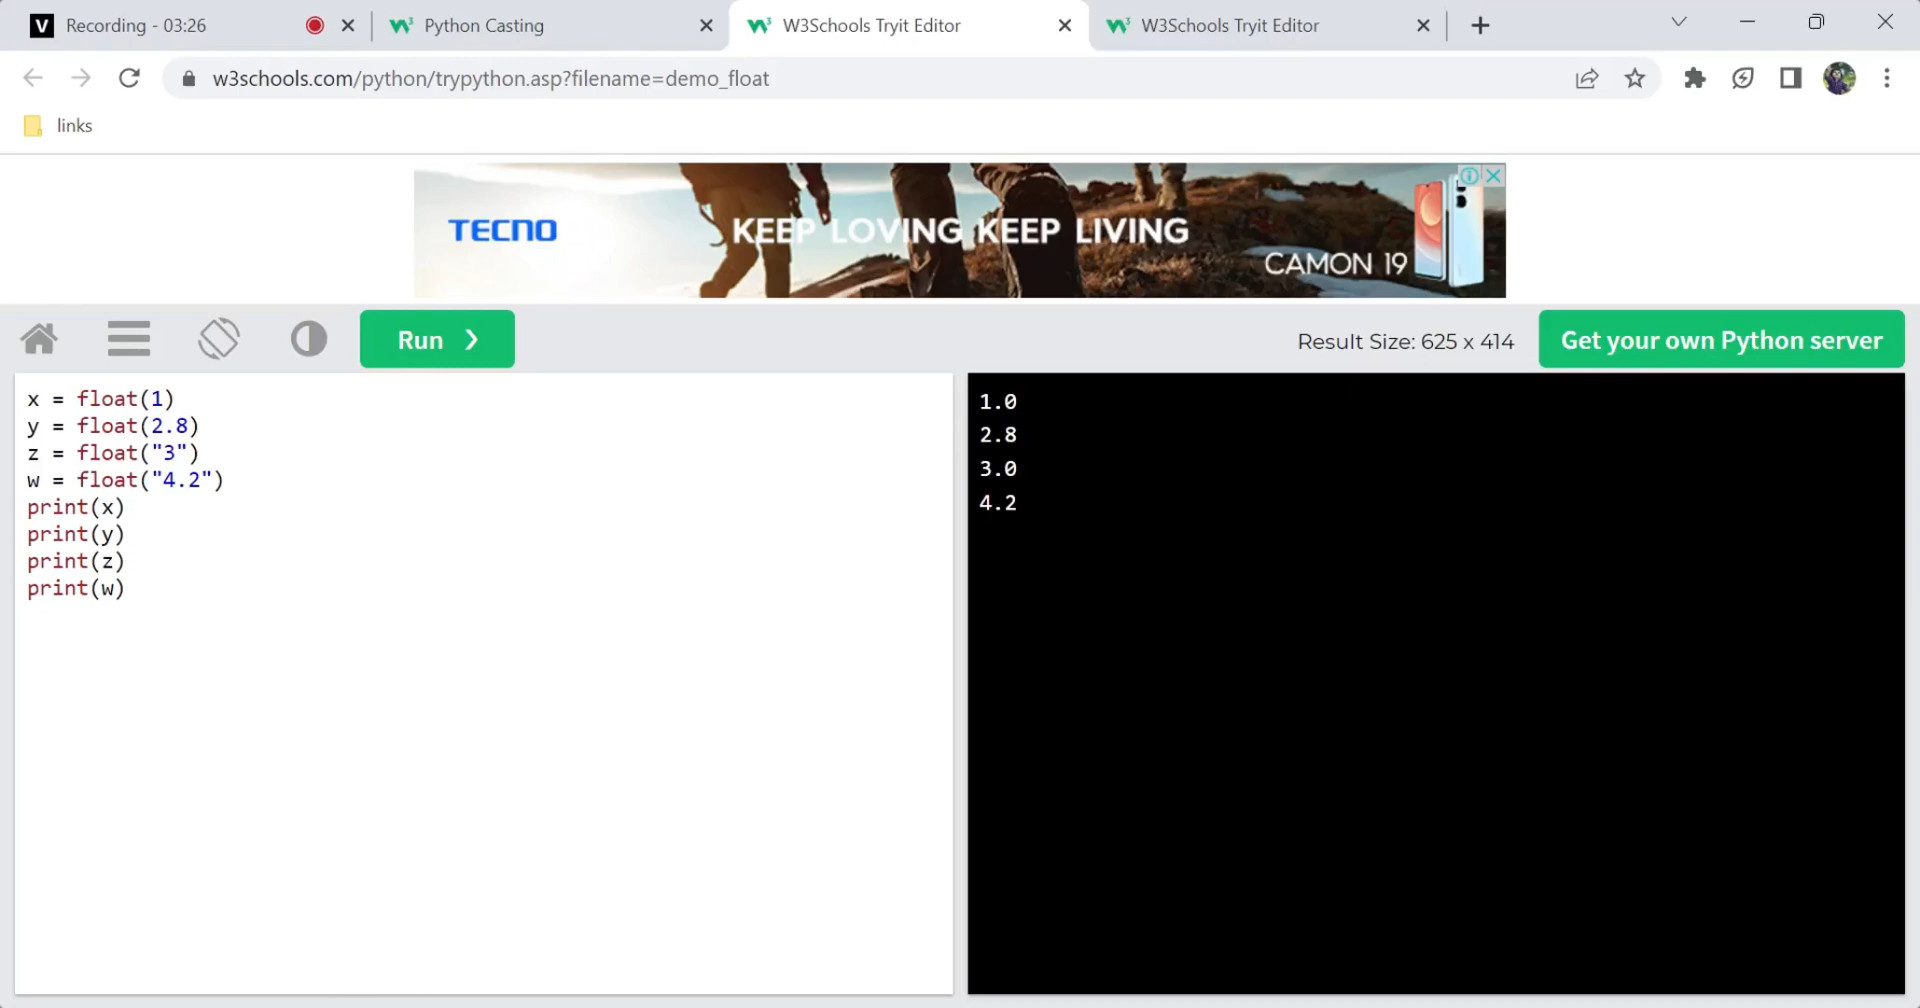 Recording - 03:26
Python Casting
W3Schools Tryit Editor
W3Schools Tryit Editor
w3schools.com/python/trypython.asp?filename=demo_float
links
TECNO
KEEP LOVING KEEP LIVING
CAMON 19
Run ❯
Result Size: 625 x 414
Get your own Python server
x = float(1)
y = float(2.8)
z = float("3")
w = float("4.2")
print(x)
print(y)
print(z)
print(w)
1.0
2.8
3.0
4.2